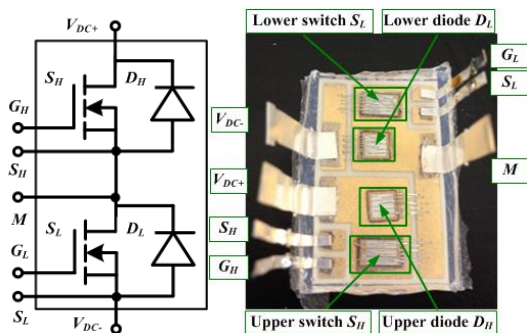 V_DC+
S_H
D_H
G_H
S_H
M
S_L
D_L
G_L
S_L
V_DC-
Lower switch S_L
Lower diode D_L
G_L
S_L
V_DC-
M
V_DC+
S_H
G_H
Upper switch S_H
Upper diode D_H